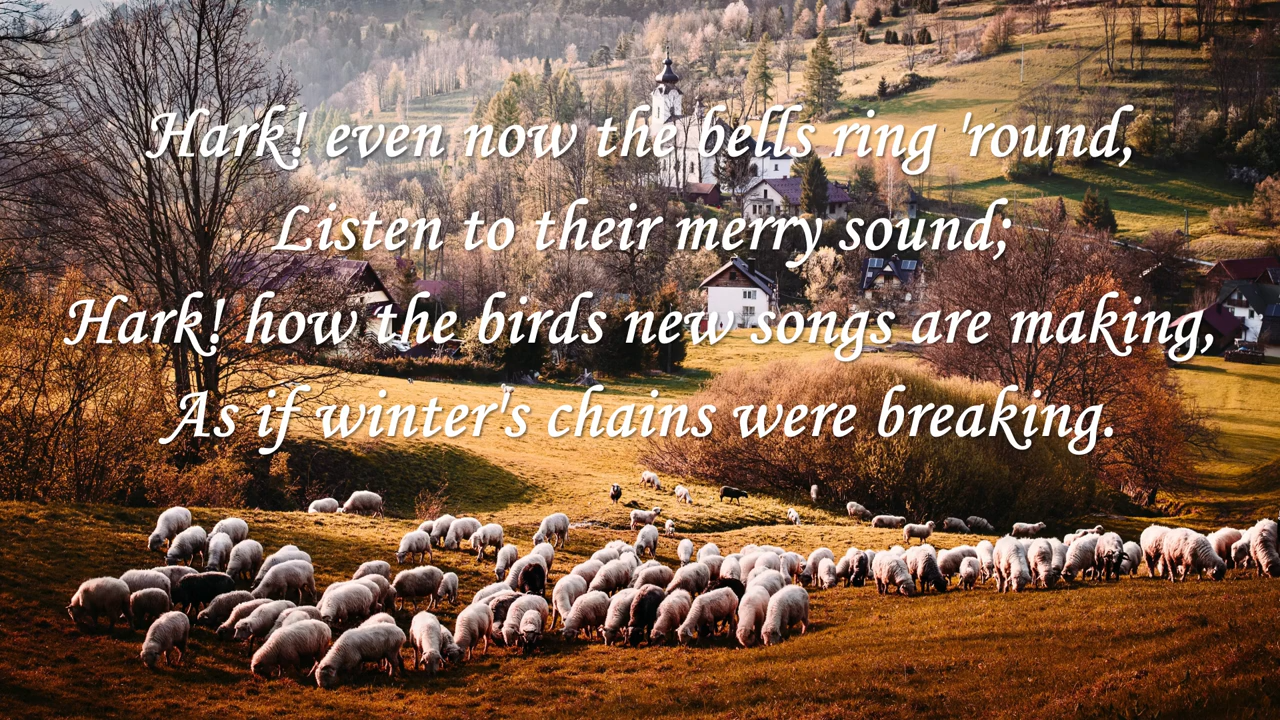 Hark! even now the bells ring 'round,
Listen to their merry sound;
Hark! how the birds new songs are making,
As if winter's chains were breaking.